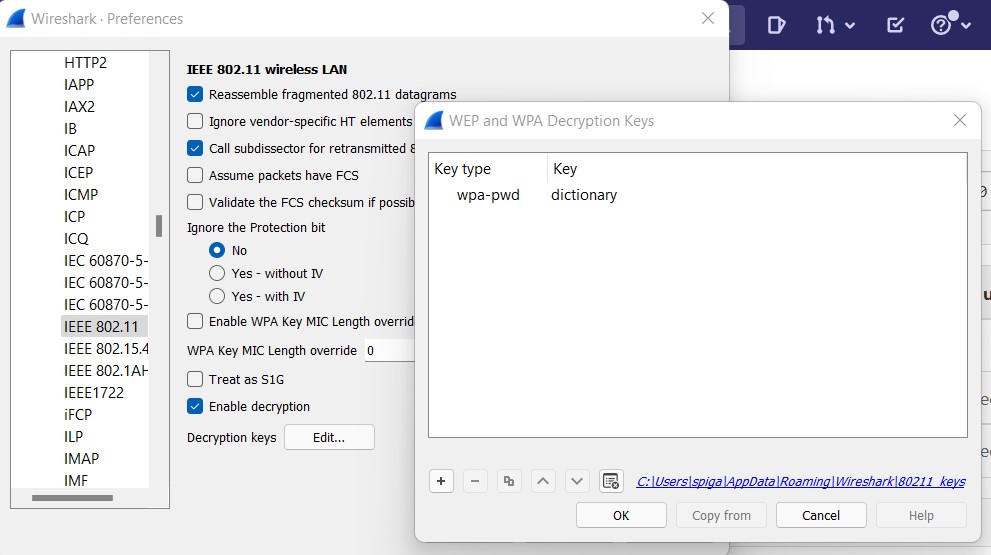 Wireshark · Preferences
HTTP2
IAPP
IAX2
IB
ICAP
ICEP
ICMP
ICP
ICQ
IEC 60870-5-
IEC 60870-5-
IEC 60870-5-
IEEE 802.11
IEEE 802.15.4
IEEE 802.1AH
IEEE1722
iFCP
ILP
IMAP
IMF
IEEE 802.11 wireless LAN
Reassemble fragmented 802.11 datagrams
Ignore vendor-specific HT elements
Call subdissector for retransmitted 8
Assume packets have FCS
Validate the FCS checksum if possib
Ignore the Protection bit
No
Yes - without IV
Yes - with IV
Enable WPA Key MIC Length overrid
WPA Key MIC Length override 0
Treat as S1G
Enable decryption
Decryption keys Edit...
WEP and WPA Decryption Keys
Key type Key
wpa-pwd dictionary
C:\Users\spiga\AppData\Roaming\Wireshark\80211_keys
OK Copy from Cancel Help